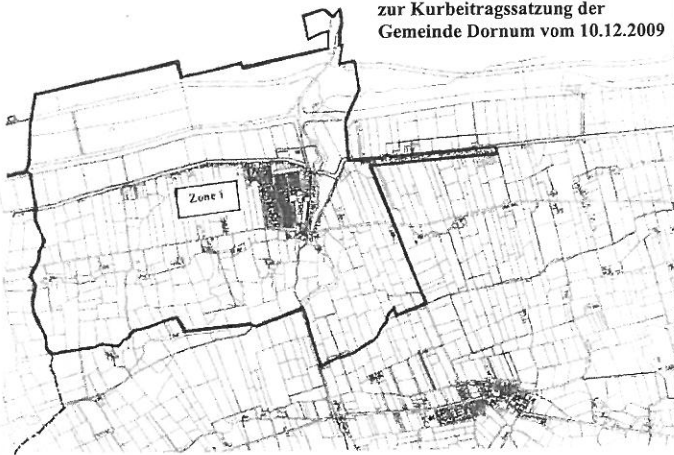 zur Kurbeitragssatzung der
Gemeinde Dornum vom 10.12.2009
Zone 1